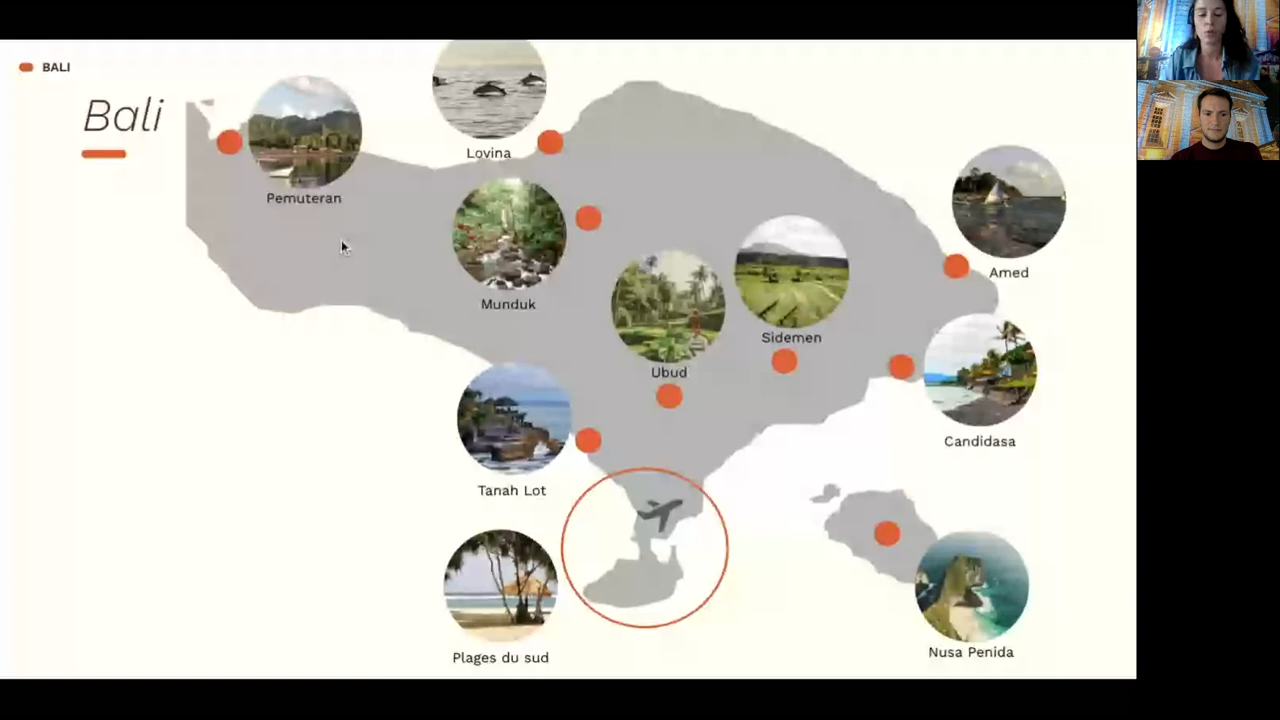 BALI
Bali
Lovina
Pemuteran
Amed
Munduk
Sidemen
Ubud
Candidasa
Tanah Lot
Nusa Penida
Plages du sud